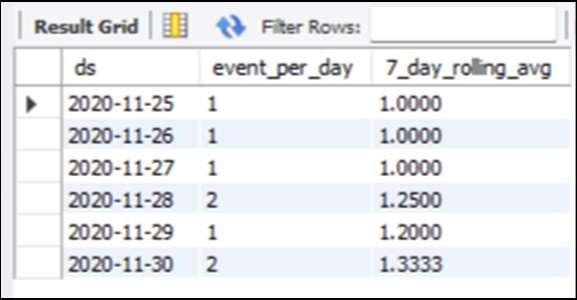 Result Grid Filter Rows:
ds event_per_day 7_day_rolling_avg
2020-11-25 1 1.0000
2020-11-26 1 1.0000
2020-11-27 1 1.0000
2020-11-28 2 1.2500
2020-11-29 1 1.2000
2020-11-30 2 1.3333